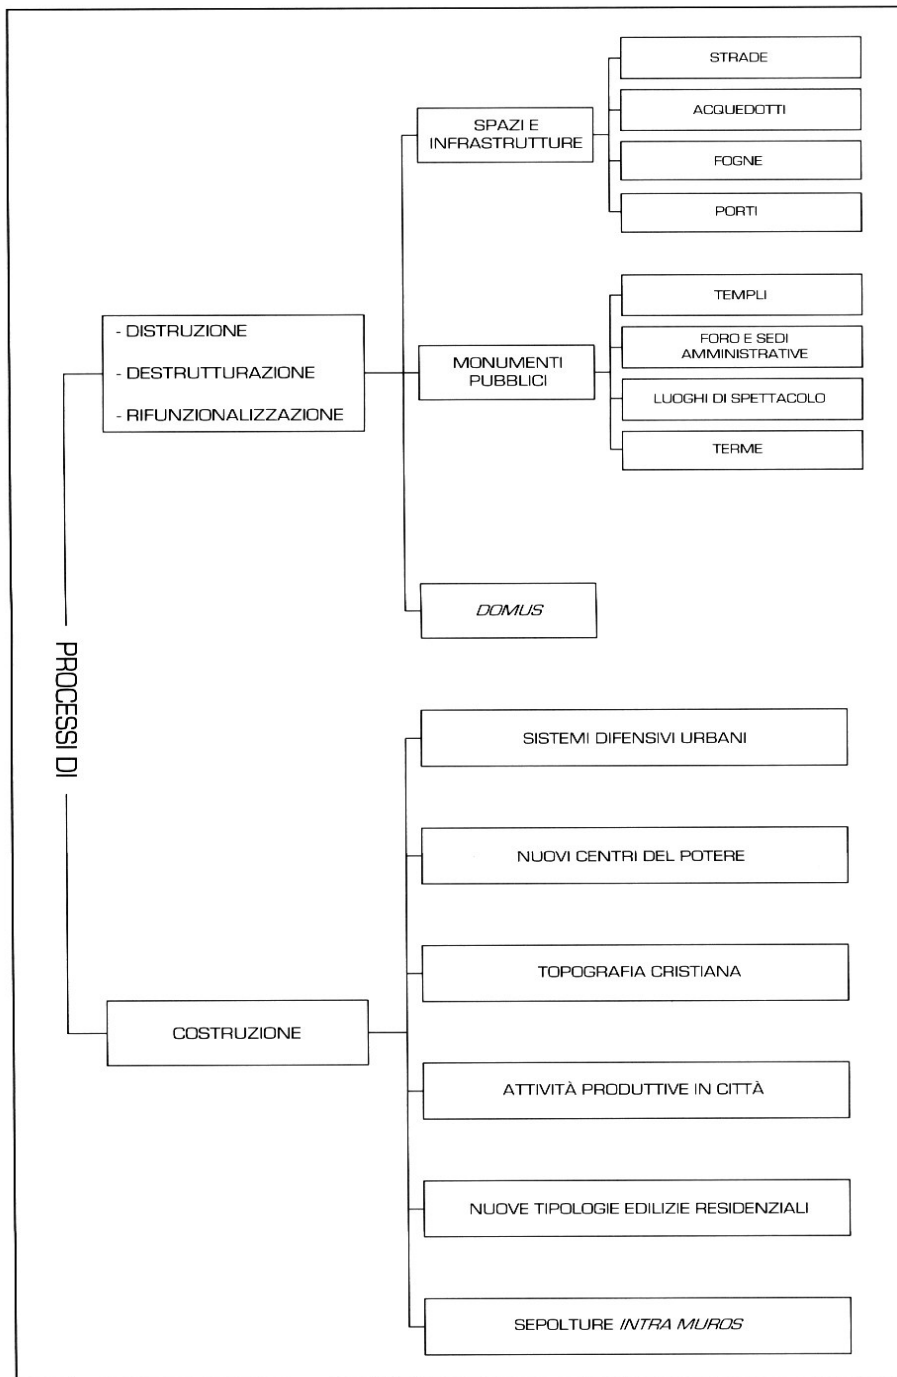 PROCESSI DI
- DISTRUZIONE
- DESTRUTTURAZIONE
- RIFUNZIONALIZZAZIONE
SPAZI E
INFRASTRUTTURE
STRADE
ACQUEDOTTI
FOGNE
PORTI
MONUMENTI
PUBBLICI
TEMPLI
FORO E SEDI
AMMINISTRATIVE
LUOGHI DI SPETTACOLO
TERME
DOMUS
COSTRUZIONE
SISTEMI DIFENSIVI URBANI
NUOVI CENTRI DEL POTERE
TOPOGRAFIA CRISTIANA
ATTIVITÀ PRODUTTIVE IN CITTÀ
NUOVE TIPOLOGIE EDILIZIE RESIDENZIALI
SEPOLTURE INTRA MUROS